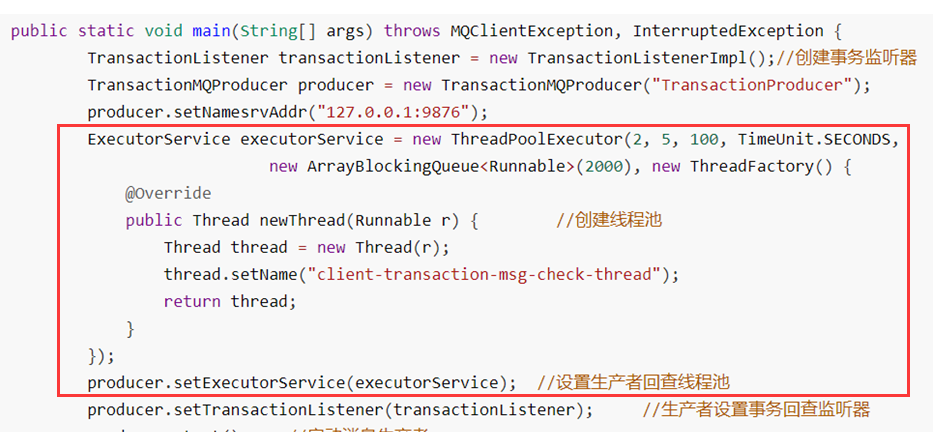 public static void main(String[] args) throws MQClientException, InterruptedException {
TransactionListener transactionListener = new TransactionListenerImpl();//创建事务监听器
TransactionMQProducer producer = new TransactionMQProducer("TransactionProducer");
producer.setNamesrvAddr("127.0.0.1:9876");
ExecutorService executorService = new ThreadPoolExecutor(2, 5, 100, TimeUnit.SECONDS,
new ArrayBlockingQueue<Runnable>(2000), new ThreadFactory() {
@Override
public Thread newThread(Runnable r) { //创建线程池
Thread thread = new Thread(r);
thread.setName("client-transaction-msg-check-thread");
return thread;
}
});
producer.setExecutorService(executorService); //设置生产者回查线程池
producer.setTransactionListener(transactionListener); //生产者设置事务回查监听器